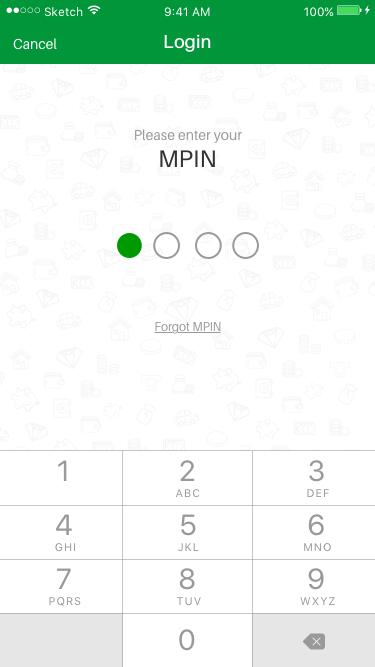 Sketch 9:41 AM 100%
Cancel Login
Please enter your
MPIN
Forgot MPIN
1 2 3
ABC DEF
4 5 6
GHI JKL MNO
7 8 9
PQRS TUV WXYZ
0